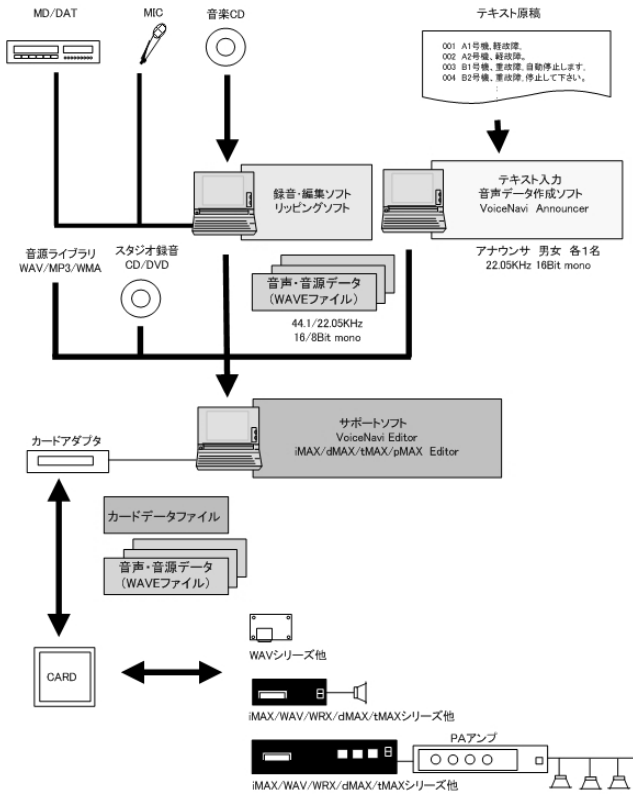 MD/DAT
MIC
音楽CD
テキスト原稿
001 A1号機、軽故障。
002 A2号機、軽故障。
003 B1号機、重故障、自動停止します。
004 B2号機、重故障、停止して下さい。
:
録音・編集ソフト
リッピングソフト
テキスト入力
音声データ作成ソフト
VoiceNavi Announcer
アナウンサ 男女 各1名
22.05KHz 16Bit mono
音源ライブラリ
WAV/MP3/WMA
スタジオ録音
CD/DVD
音声・音源データ
(WAVEファイル)
44.1/22.05KHz
16/8Bit mono
サポートソフト
VoiceNavi Editor
iMAX/dMAX/tMAX/pMAX Editor
カードアダプタ
カードデータファイル
音声・音源データ
(WAVEファイル)
CARD
WAVシリーズ他
iMAX/WAV/WRX/dMAX/tMAXシリーズ他
PAアンプ
iMAX/WAV/WRX/dMAX/tMAXシリーズ他